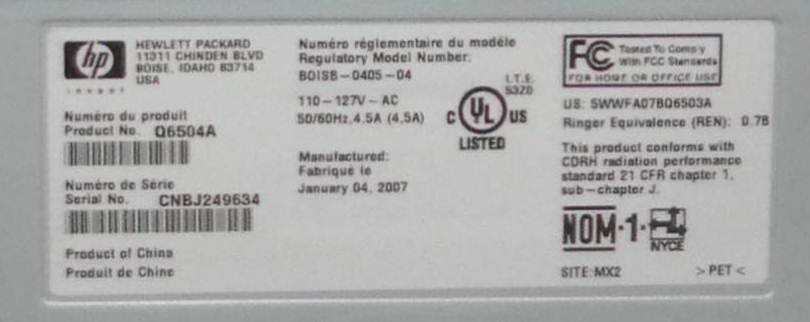 hp
invent
HEWLETT PACKARD
11311 CHINDEN BLVD
BOISE, IDAHO 83714
USA
Numéro du produit
Product No. Q6504A
Numéro de Série
Serial No. CNBJ249634
Product of China
Produit de Chine
Numéro réglementaire du modèle
Regulatory Model Number:
BOISB-0405-04
110-127V-AC
50/60Hz, 4.5A (4,5A)
Manufactured:
Fabriqué le
January 04, 2007
I.T.E.
C UL US
LISTED
FC Tested To Comply
With FCC Standards
FOR HOME OR OFFICE USE
US: 5WWFA07BQ6503A
Ringer Equivalence (REN): 0.7B
This product conforms with
CDRH radiation performance
standard 21 CFR chapter 1,
sub-chapter J.
NOM-1-
NYCE
SITE:MX2 >PET<